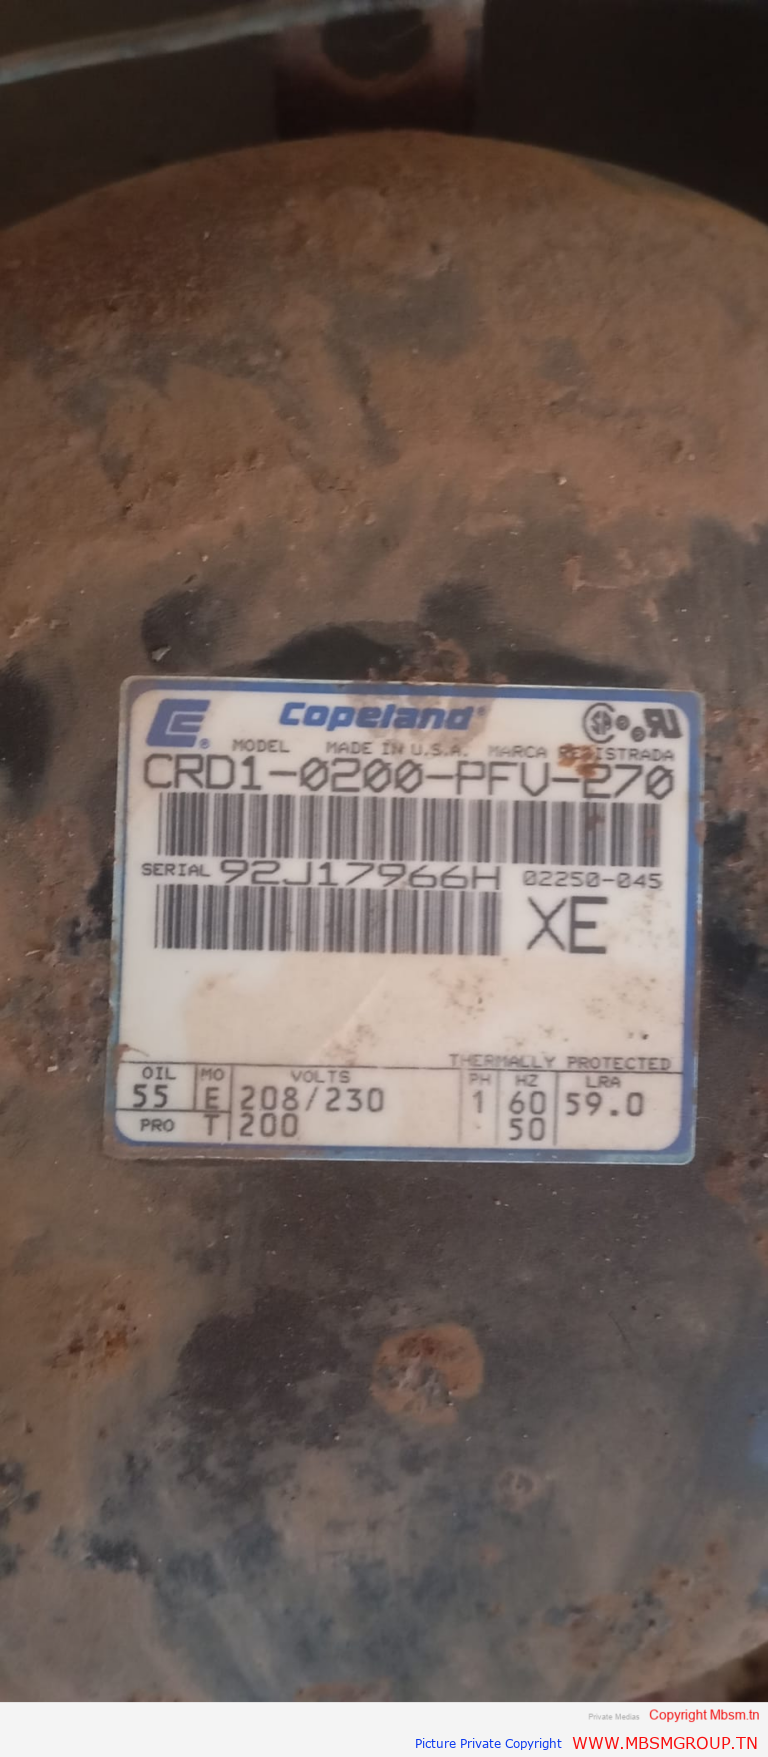 Copeland®
® MODEL MADE IN U.S.A. MARCA REGISTRADA
CRD1-0200-PFV-270
SERIAL 92J17966H 02250-045
XE
THERMALLY PROTECTED
OIL MO VOLTS PH HZ LRA
55 E 208/230 1 60 59.0
PRO T 200 50
Private Medias Copyright Mbsm.tn
Picture Private Copyright WWW.MBSMGROUP.TN